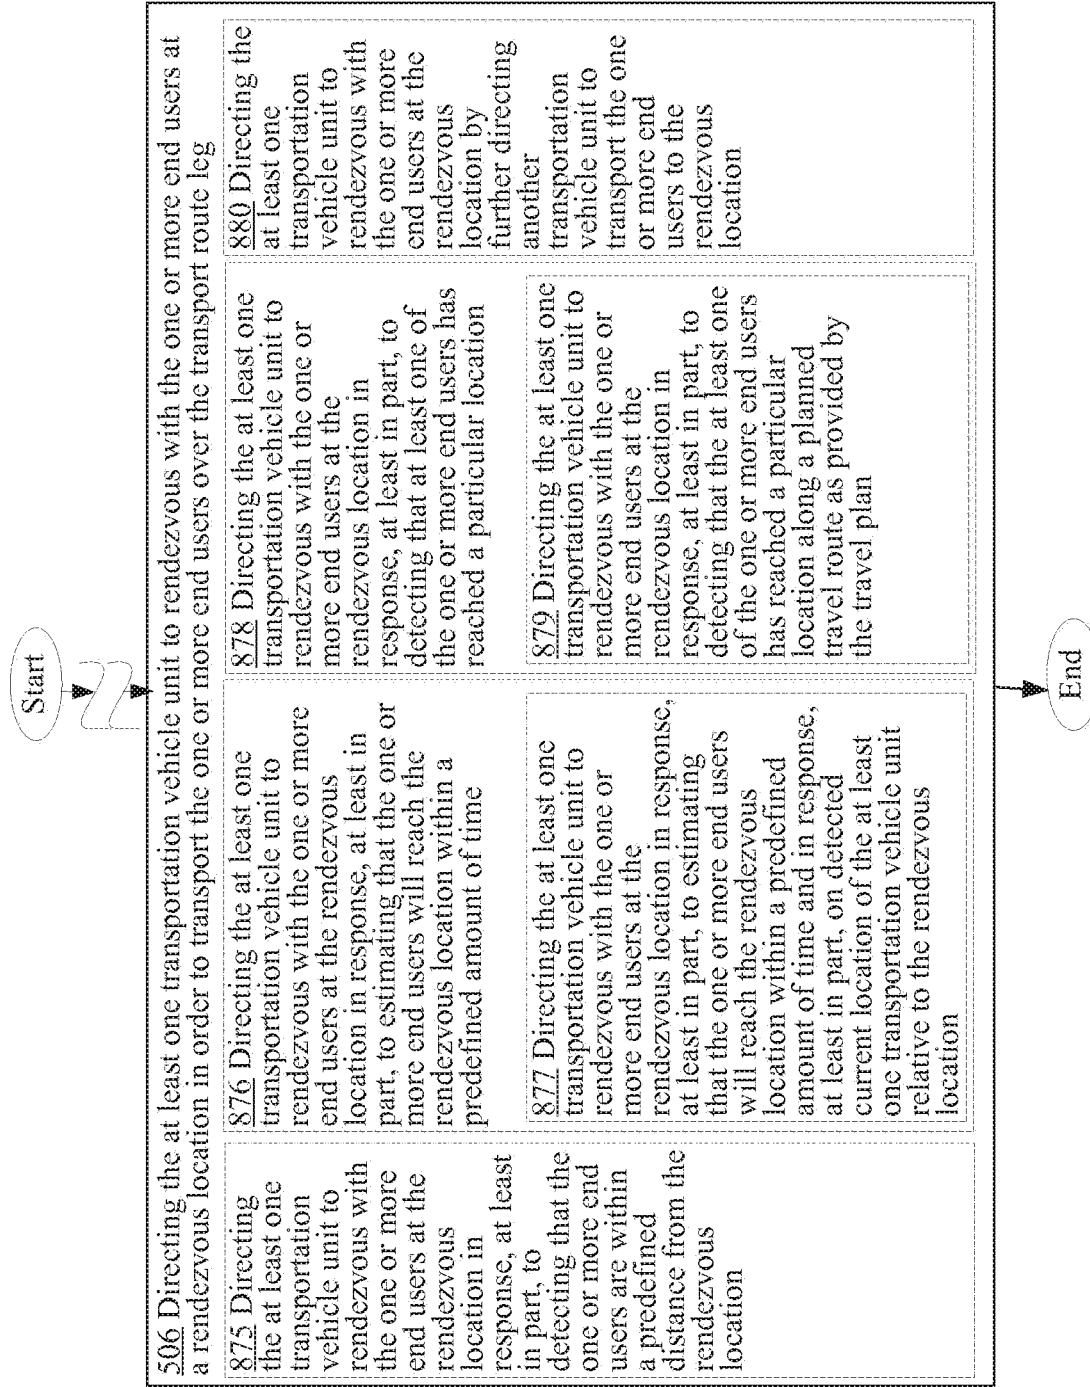 Start
506 Directing the at least one transportation vehicle unit to rendezvous with the one or more end users at
a rendezvous location in order to transport the one or more end users over the transport route leg
875 Directing
the at least one
transportation
vehicle unit to
rendezvous with
the one or more
end users at the
rendezvous
location in
response, at least
in part, to
detecting that the
one or more end
users are within
a predefined
distance from the
rendezvous
location
876 Directing the at least one
transportation vehicle unit to
rendezvous with the one or more
end users at the rendezvous
location in response, at least in
part, to estimating that the one or
more end users will reach the
rendezvous location within a
predefined amount of time
877 Directing the at least one
transportation vehicle unit to
rendezvous with the one or
more end users at the
rendezvous location in response,
at least in part, to estimating
that the one or more end users
will reach the rendezvous
location within a predefined
amount of time and in response,
at least in part, on detected
current location of the at least
one transportation vehicle unit
relative to the rendezvous
location
878 Directing the at least one
transportation vehicle unit to
rendezvous with the one or
more end users at the
rendezvous location in
response, at least in part, to
detecting that at least one of
the one or more end users has
reached a particular location
879 Directing the at least one
transportation vehicle unit to
rendezvous with the one or
more end users at the
rendezvous location in
response, at least in part, to
detecting that the at least one
of the one or more end users
has reached a particular
location along a planned
travel route as provided by
the travel plan
880 Directing the
at least one
transportation
vehicle unit to
rendezvous with
the one or more
end users at the
rendezvous
location by
further directing
another
transportation
vehicle unit to
transport the one
or more end
users to the
rendezvous
location
End